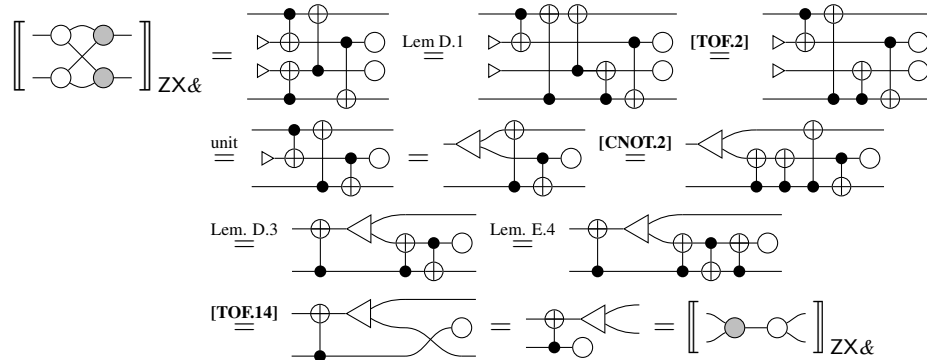 ⟦ ⟧ZX& = Lem D.1 = [TOF.2] =
unit = = [CNOT.2] =
Lem. D.3 = Lem. E.4 =
[TOF.14] = = = ⟦ ⟧ZX&